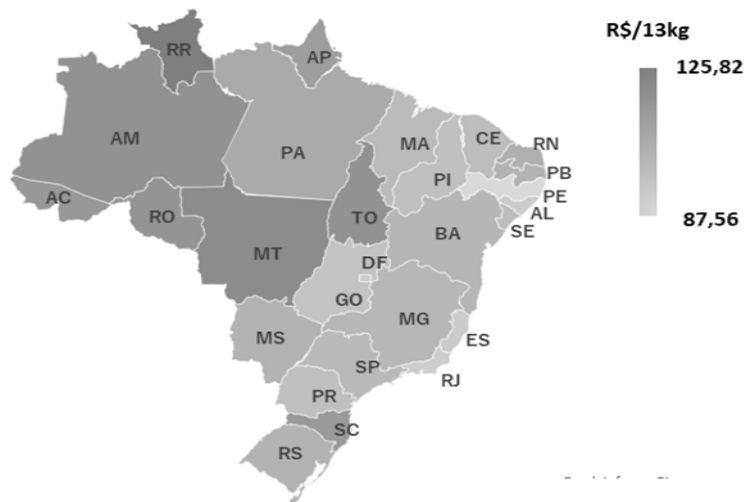 R$/13kg
125,82
87,56
RR
AP
AM
PA
MA
CE
RN
PI
PB
PE
AL
AC
RO
TO
SE
MT
BA
DF
GO
MG
MS
ES
SP
RJ
PR
SC
RS